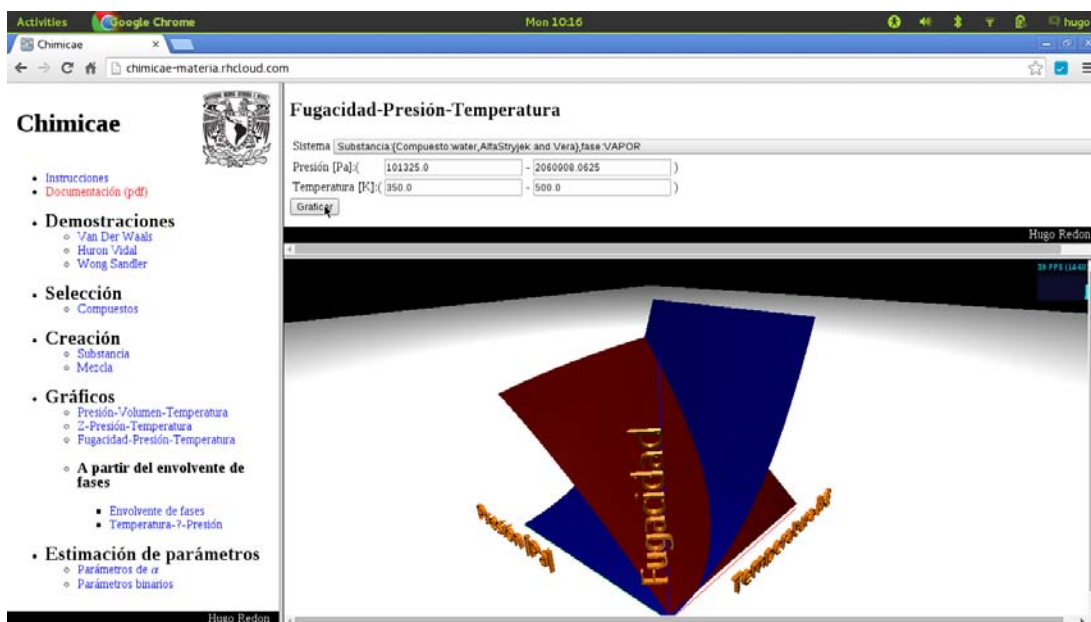 Activities Google Chrome Mon 10:16 hugo
Chimicae
chimicae-materia.rhcloud.com
Chimicae
Instrucciones
Documentación (pdf)
Demostraciones
Van Der Waals
Huron Vidal
Wong Sandler
Selección
Compuestos
Creación
Substancia
Mezcla
Gráficos
Presión-Volumen-Temperatura
Z-Presión-Temperatura
Fugacidad-Presión-Temperatura
A partir del envolvente de
fases
Envolvente de fases
Temperatura-?-Presión
Estimación de parámetros
Parámetros de α
Parámetros binarios
Hugo Redon
Fugacidad-Presión-Temperatura
Sistema Substancia:{Compuesto:water,AlfaStryjek and Vera},fase:VAPOR
Presión [Pa]:( 101325.0 - 2060908.0625 )
Temperatura [K]:( 350.0 - 500.0 )
Graficar
Hugo Redon
Presión[Pa]
Fugacidad